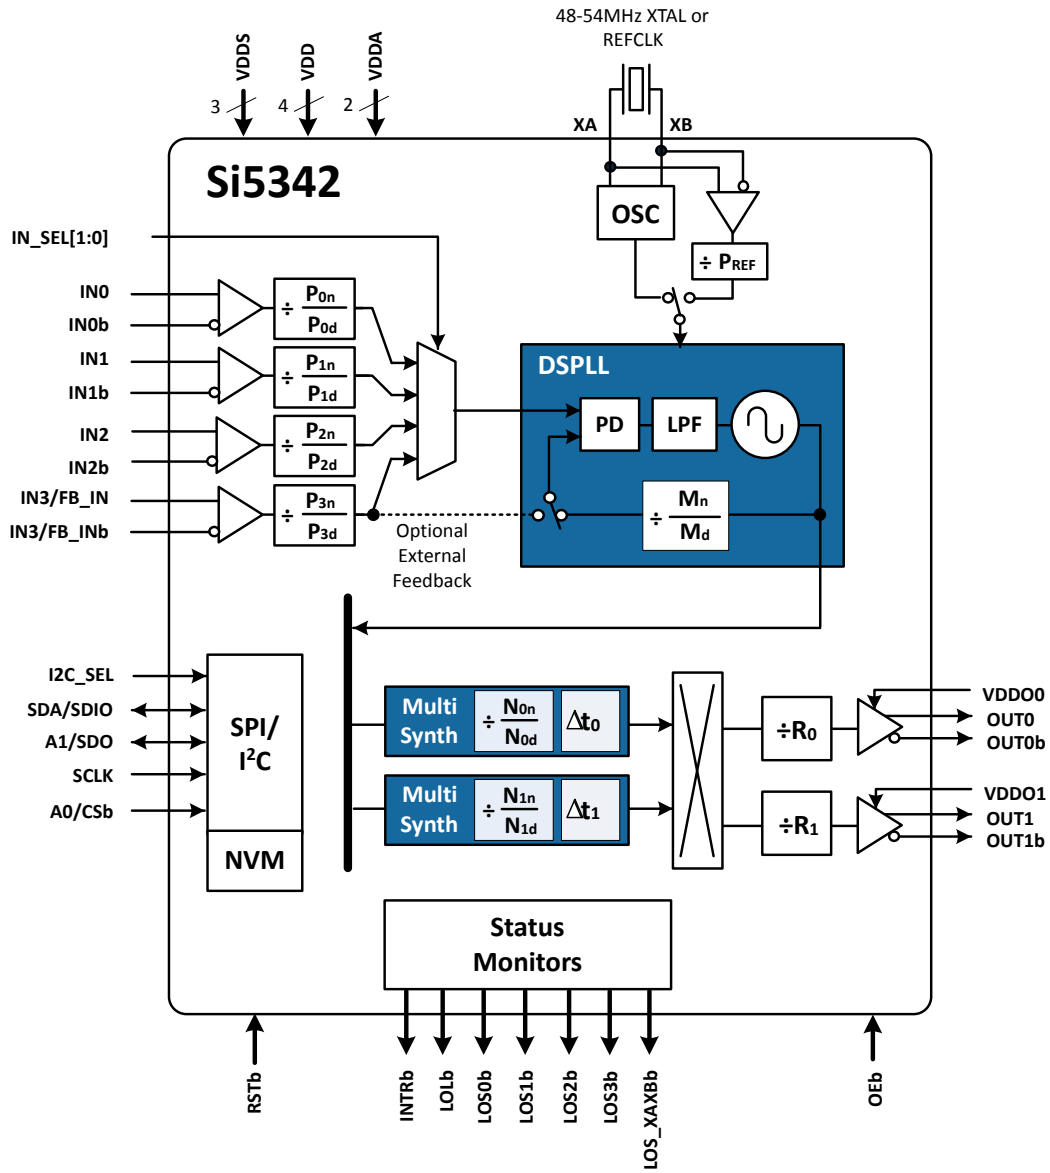 48-54MHz XTAL or
REFCLK
VDDS
VDD
VDDA
3
4
2
XA
XB
Si5342
OSC
÷ PREF
IN_SEL[1:0]
IN0
IN0b
IN1
IN1b
IN2
IN2b
IN3/FB_IN
IN3/FB_INb
÷ P0n
P0d
÷ P1n
P1d
÷ P2n
P2d
÷ P3n
P3d
Optional
External
Feedback
DSPLL
PD
LPF
÷ Mn
Md
I2C_SEL
SDA/SDIO
A1/SDO
SCLK
A0/CSb
SPI/
I²C
NVM
Multi
Synth
÷ N0n
N0d
Δt0
Multi
Synth
÷ N1n
N1d
Δt1
÷R0
÷R1
VDDO0
OUT0
OUT0b
VDDO1
OUT1
OUT1b
Status
Monitors
RSTb
INTRb
LOLb
LOS0b
LOS1b
LOS2b
LOS3b
LOS_XAXBb
OEb